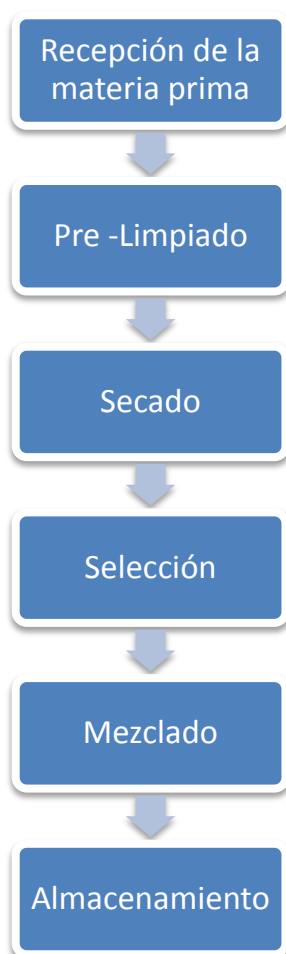 Recepción de la
materia prima
Pre -Limpiado
Secado
Selección
Mezclado
Almacenamiento